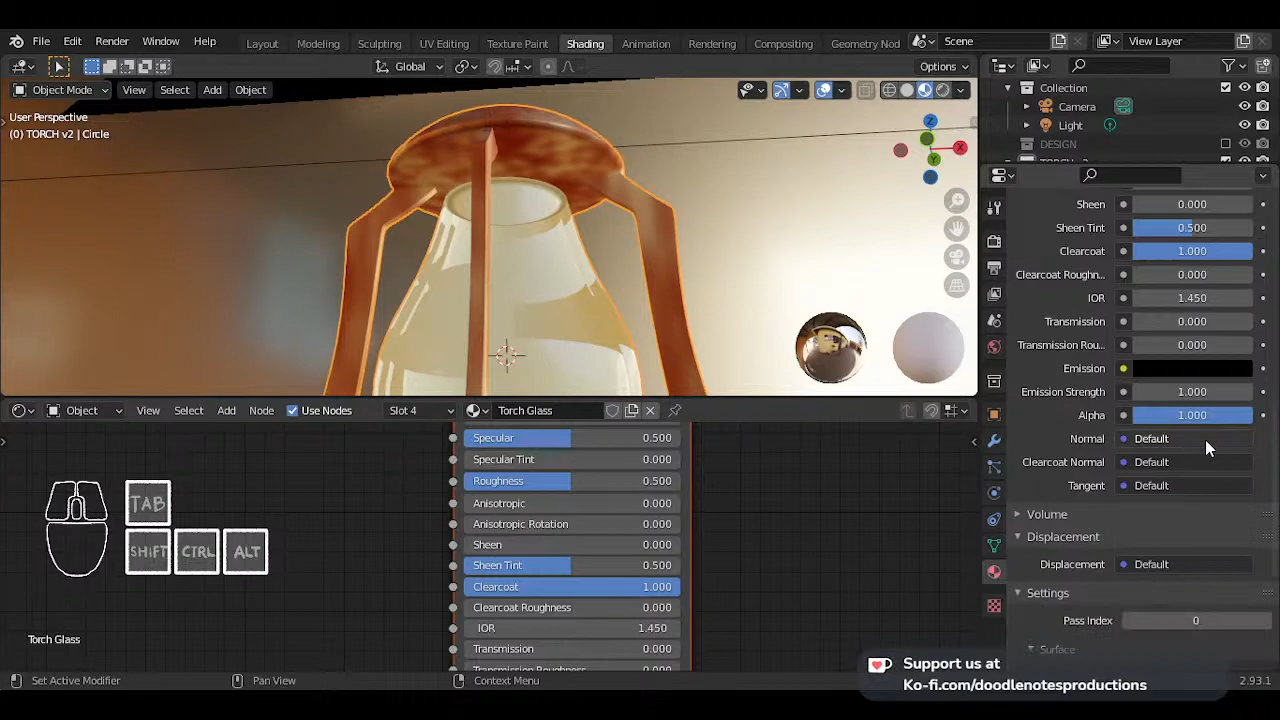 File Edit Render Window Help Layout Modeling Sculpting UV Editing Texture Paint Shading Animation Rendering Compositing Geometry Nod Scene View Layer
Global Options
Object Mode View Select Add Object
User Perspective
(0) TORCH v2 | Circle
Z
X
Y
Collection
Camera
Light
DESIGN
Sheen 0.000
Sheen Tint 0.500
Clearcoat 1.000
Clearcoat Roughn... 0.000
IOR 1.450
Transmission 0.000
Transmission Rou... 0.000
Emission
Emission Strength 1.000
Alpha 1.000
Normal Default
Clearcoat Normal Default
Tangent Default
Volume
Displacement
Displacement Default
Settings
Pass Index 0
Surface
Object View Select Add Node Use Nodes Slot 4 Torch Glass
Specular 0.500
Specular Tint 0.000
Roughness 0.500
Anisotropic 0.000
Anisotropic Rotation 0.000
Sheen 0.000
Sheen Tint 0.500
Clearcoat 1.000
Clearcoat Roughness 0.000
IOR 1.450
Transmission 0.000
TAB
SHIFT CTRL ALT
Torch Glass
Support us at
Ko-fi.com/doodlenotesproductions
Set Active Modifier Pan View Context Menu 2.93.1